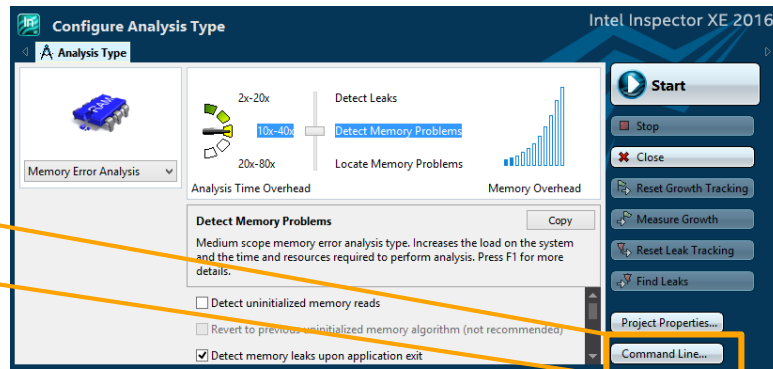 Configure Analysis Type
Intel Inspector XE 2016
Analysis Type
Memory Error Analysis
2x-20x
Detect Leaks
10x-40x
Detect Memory Problems
20x-80x
Locate Memory Problems
Analysis Time Overhead
Memory Overhead
Detect Memory Problems
Copy
Medium scope memory error analysis type. Increases the load on the system
and the time and resources required to perform analysis. Press F1 for more
details.
Detect uninitialized memory reads
Revert to previous uninitialized memory algorithm (not recommended)
Detect memory leaks upon application exit
Start
Stop
Close
Reset Growth Tracking
Measure Growth
Reset Leak Tracking
Find Leaks
Project Properties...
Command Line...